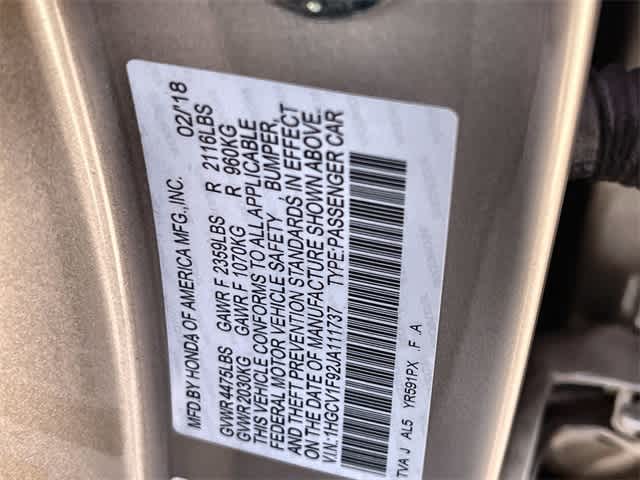 MFD.BY HONDA OF AMERICA MFG.,INC. 02/'18
GVWR 4475LBS GAWR F 2359LBS R 2116LBS
GVWR 2030KG GAWR F 1070KG R 960KG
THIS VEHICLE CONFORMS TO ALL APPLICABLE
FEDERAL MOTOR VEHICLE SAFETY, BUMPER,
AND THEFT PREVENTION STANDARDS IN EFFECT
ON THE DATE OF MANUFACTURE SHOWN ABOVE.
V.I.N.:1HGCV1F92JA111737 TYPE:PASSENGER CAR
TVA J AL5 YR591PX .F .A